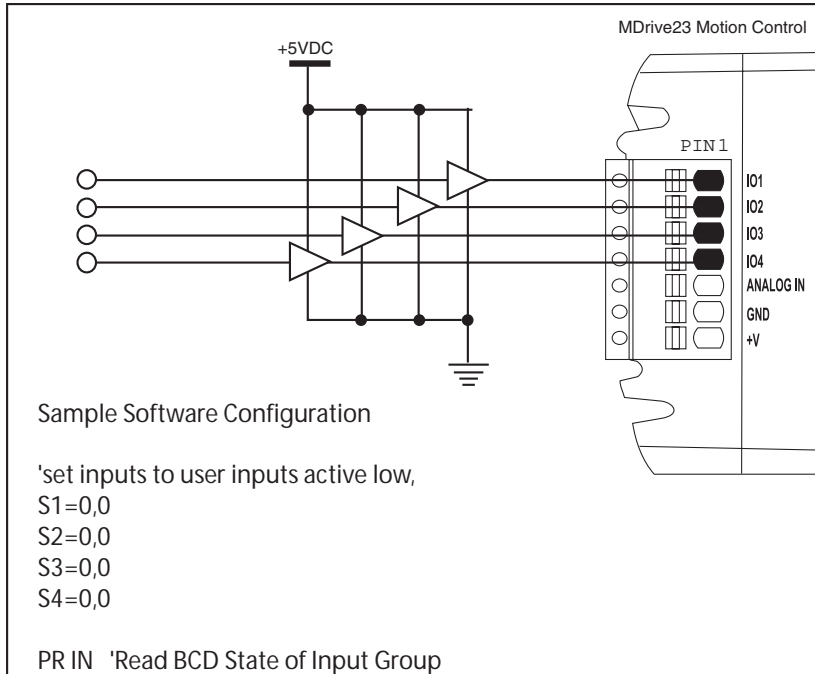 MDrive23 Motion Control
+5VDC
PIN1
IO1
IO2
IO3
IO4
ANALOG IN
GND
+V
Sample Software Configuration
'set inputs to user inputs active low,
S1=0,0
S2=0,0
S3=0,0
S4=0,0
PR IN 'Read BCD State of Input Group